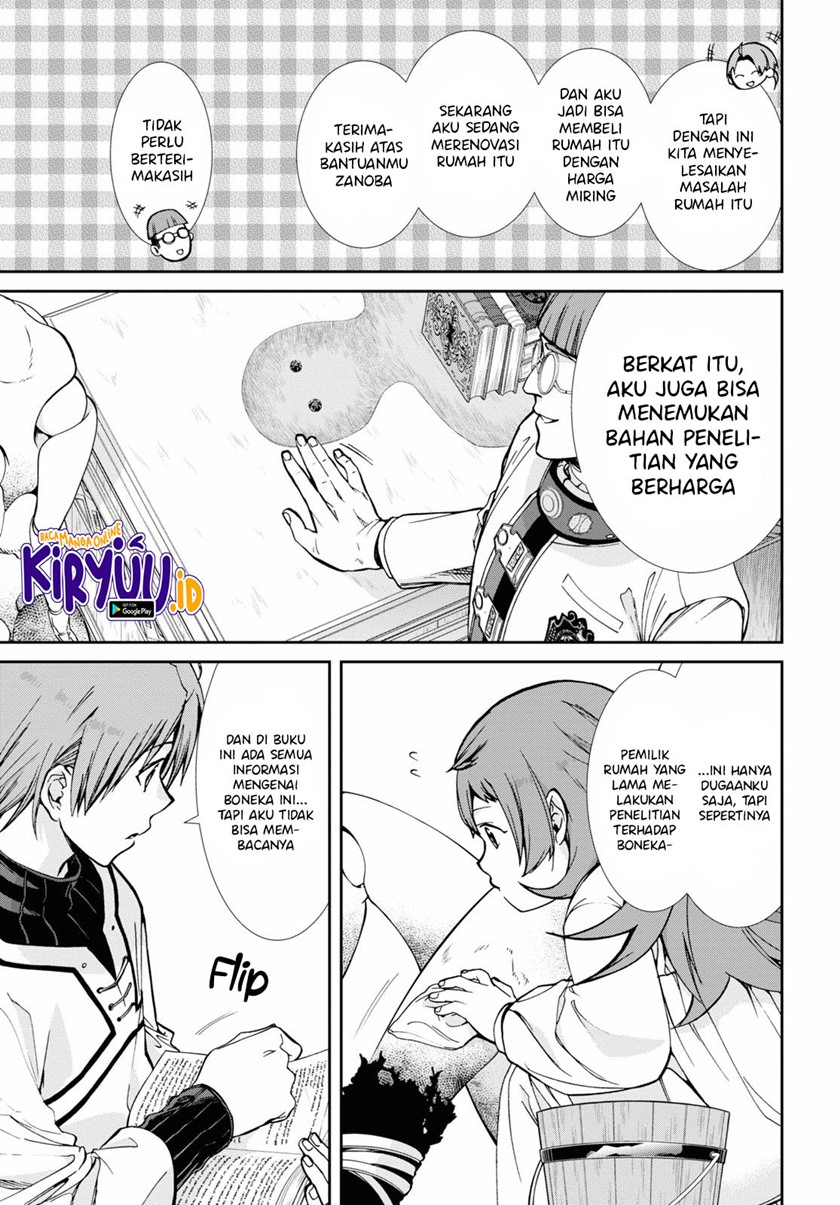 TAPI
DENGAN INI
KITA MENYE-
LESAIKAN
MASALAH
RUMAH ITU
DAN AKU
JADI BISA
MEMBELI
RUMAH ITU
DENGAN
HARGA
MIRING
SEKARANG
AKU SEDANG
MERENOVASI
RUMAH ITU
TERIMA-
KASIH ATAS
BANTUANMU
ZANOBA
TIDAK
PERLU
BERTERI-
MAKASIH
BERKAT ITU,
AKU JUGA BISA
MENEMUKAN
BAHAN PENELI-
TIAN YANG
BERHARGA
BACA MANGA ONLINE
KIRYUU.ID
GET IT ON
Google Play
...INI HANYA
DUGAANKU
SAJA, TAPI
SEPERTINYA
PEMILIK
RUMAH YANG
LAMA ME-
LAKUKAN
PENELITIAN
TERHADAP
BONEKA-
DAN DI BUKU
INI ADA SEMUA
INFORMASI
MENGENAI
BONEKA INI...
TAPI AKU TIDAK
BISA MEM-
BACANYA
Flip